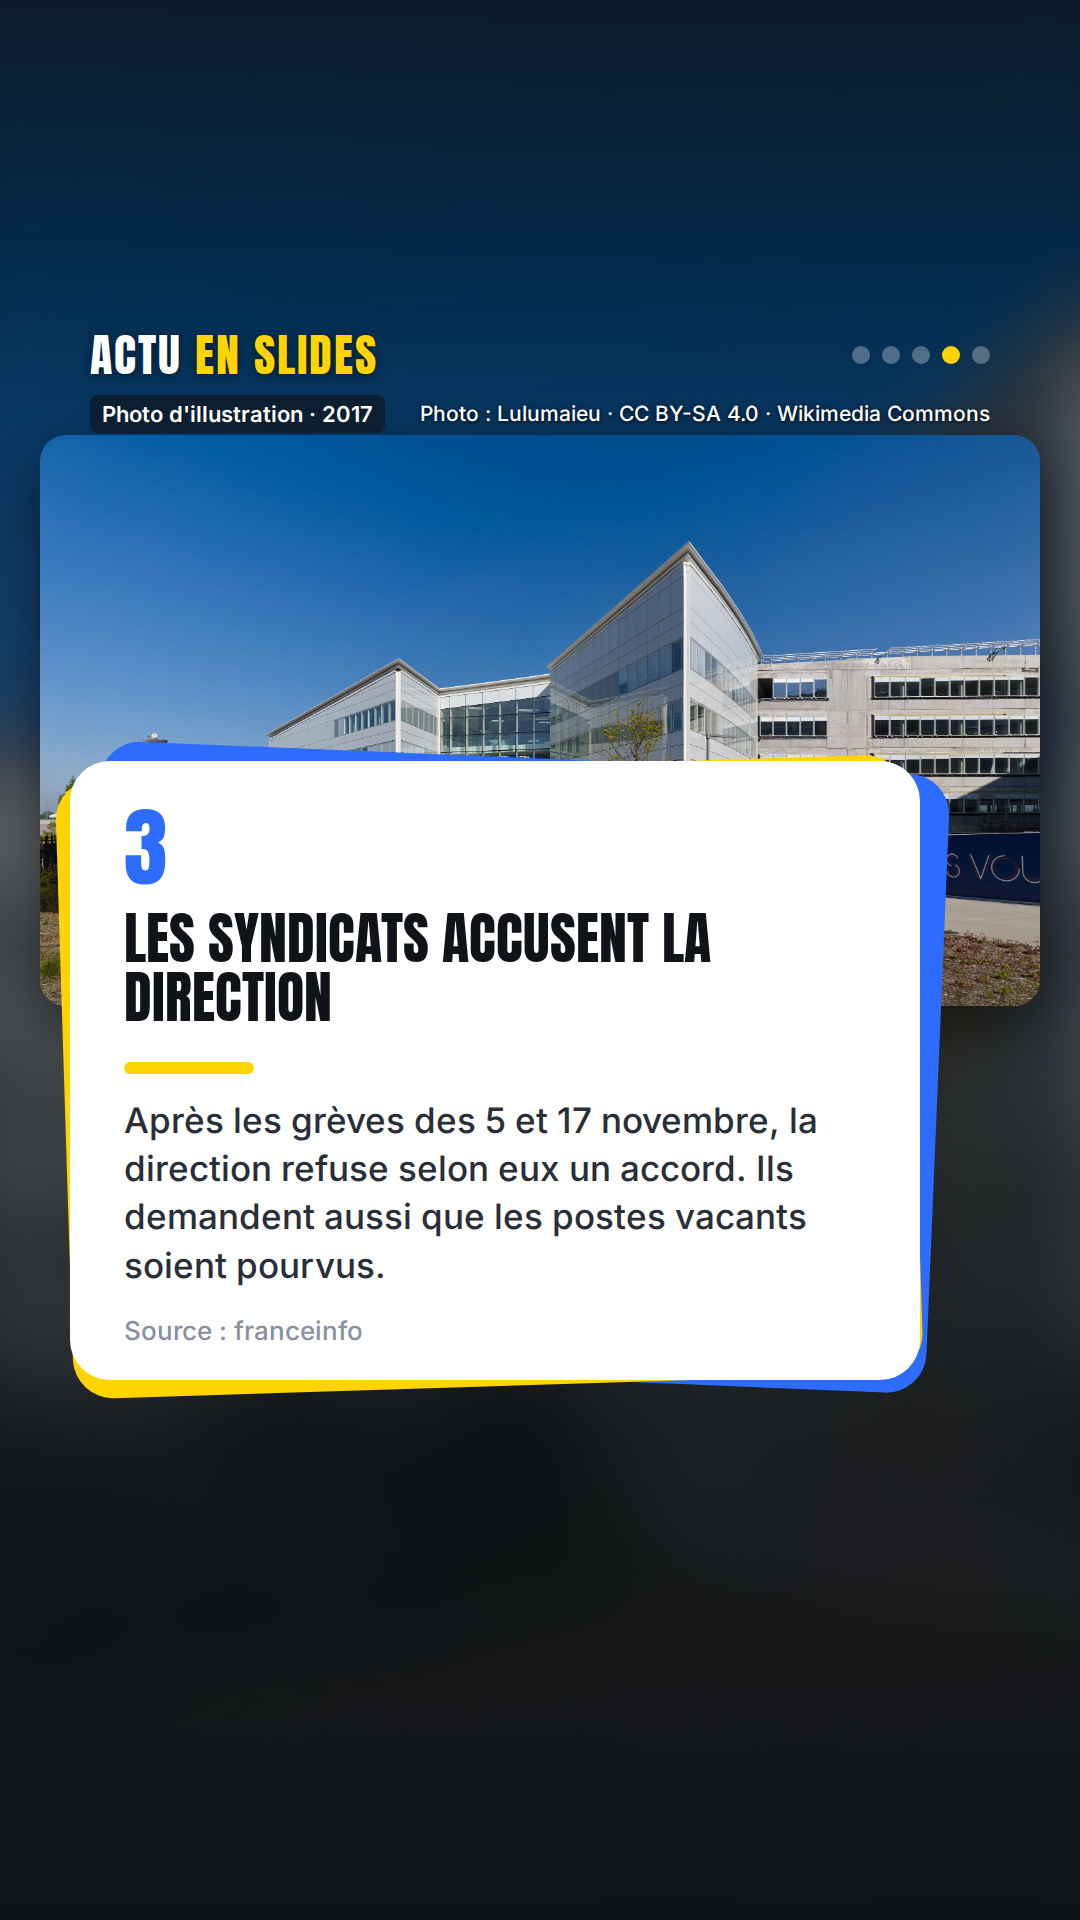 ACTU EN SLIDES
Photo d'illustration · 2017
Photo : Lulumaieu · CC BY-SA 4.0 · Wikimedia Commons
S VOU
3
LES SYNDICATS ACCUSENT LA
DIRECTION
Après les grèves des 5 et 17 novembre, la
direction refuse selon eux un accord. Ils
demandent aussi que les postes vacants
soient pourvus.
Source : franceinfo